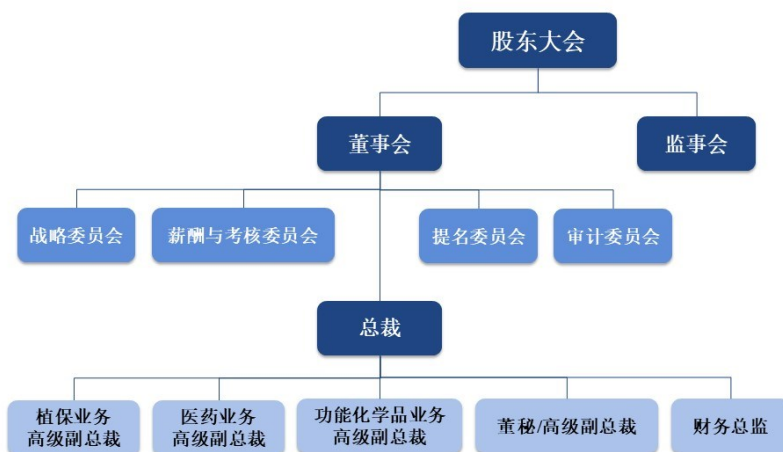 股东大会
董事会
监事会
战略委员会
薪酬与考核委员会
提名委员会
审计委员会
总裁
植保业务
高级副总裁
医药业务
高级副总裁
功能化学品业务
高级副总裁
董秘/高级副总裁
财务总监